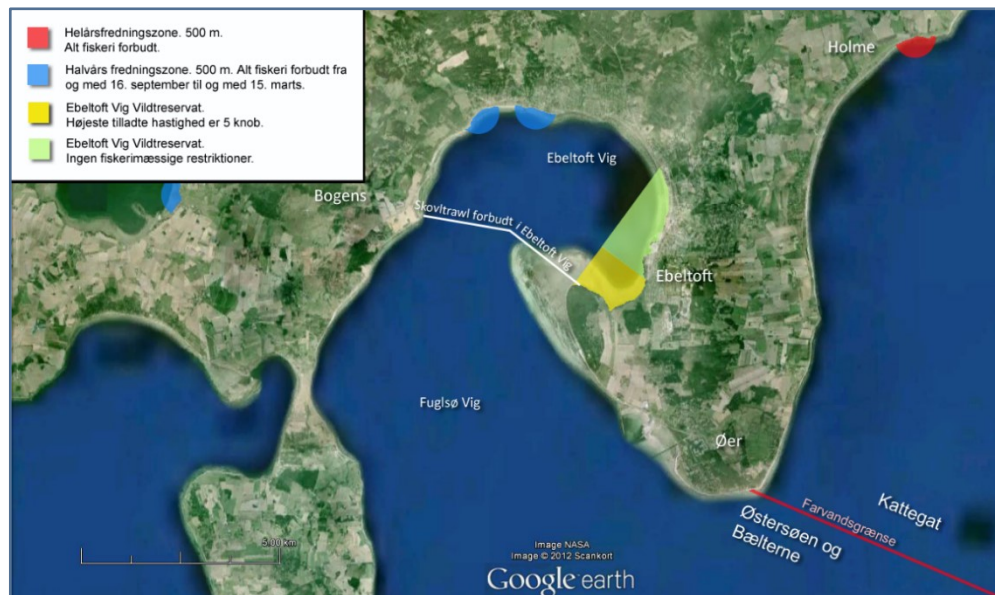 Helårsfredningszone. 500 m.
Alt fiskeri forbudt.
Halvårs fredningszone. 500 m. Alt fiskeri forbudt fra
og med 16. september til og med 15. marts.
Ebeltoft Vig Vildtreservat.
Højeste tilladte hastighed er 5 knob.
Ebeltoft Vig Vildtreservat.
Ingen fiskerimæssige restriktioner.
Holme
Ebeltoft Vig
Bogens
Skovltrawl forbudt i Ebeltoft Vig
Ebeltoft
Fuglsø Vig
Øer
Kattegat
Farvandsgrænse
Østersøen og
Bælterne
5.00 km
Image NASA
Image © 2012 Scankort
Google earth